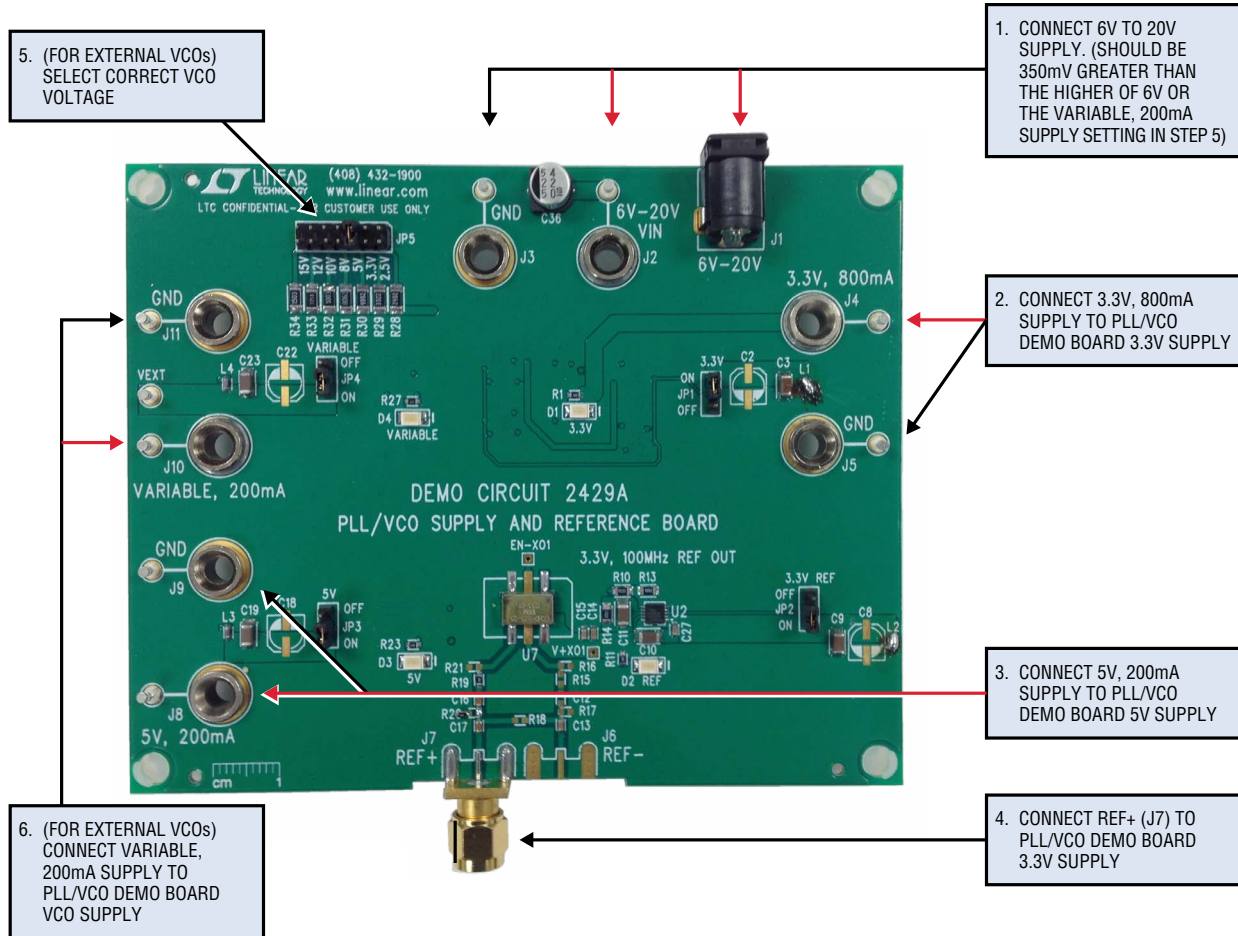 5. (FOR EXTERNAL VCOs)
SELECT CORRECT VCO
VOLTAGE
1. CONNECT 6V TO 20V
SUPPLY. (SHOULD BE
350mV GREATER THAN
THE HIGHER OF 6V OR
THE VARIABLE, 200mA
SUPPLY SETTING IN STEP 5)
2. CONNECT 3.3V, 800mA
SUPPLY TO PLL/VCO
DEMO BOARD 3.3V SUPPLY
3. CONNECT 5V, 200mA
SUPPLY TO PLL/VCO
DEMO BOARD 5V SUPPLY
4. CONNECT REF+ (J7) TO
PLL/VCO DEMO BOARD
3.3V SUPPLY
6. (FOR EXTERNAL VCOs)
CONNECT VARIABLE,
200mA SUPPLY TO
PLL/VCO DEMO BOARD
VCO SUPPLY
LT LINEAR
TECHNOLOGY
(408) 432-1900
www.linear.com
LTC CONFIDENTIAL- CUSTOMER USE ONLY
JP5
15V 12V 10V 8V 5V 3.3V 2.5V
R34 R33 R32 R31 R30 R29 R28
54
22
50
C36
GND
J3
6V-20V
VIN
J2
J1
6V-20V
3.3V, 800mA
J4
GND
J11
L4 C23 C22
VARIABLE
OFF
JP4
ON
VEXT
J10
VARIABLE, 200mA
R27
D4
VARIABLE
R1
D1
3.3V
3.3V
ON
JP1
OFF
C2 C3 L1
GND
J5
DEMO CIRCUIT 2429A
PLL/VCO SUPPLY AND REFERENCE BOARD
EN-X01
3.3V, 100MHz REF OUT
GND
J9
L3 C19 C18
5V
OFF
JP3
ON
J8
5V, 200mA
R23
D3
5V
U7
R10 R13
U2
C15 C14
R14
C11
C10
C27
V+X01
R11
D2 REF
3.3V REF
OFF
JP2
ON
C9 C8 L2
R21 R16
R19 R15
C16 C12
R20 R17
C17 R18 C13
J7
REF+
J6
REF-
cm 1